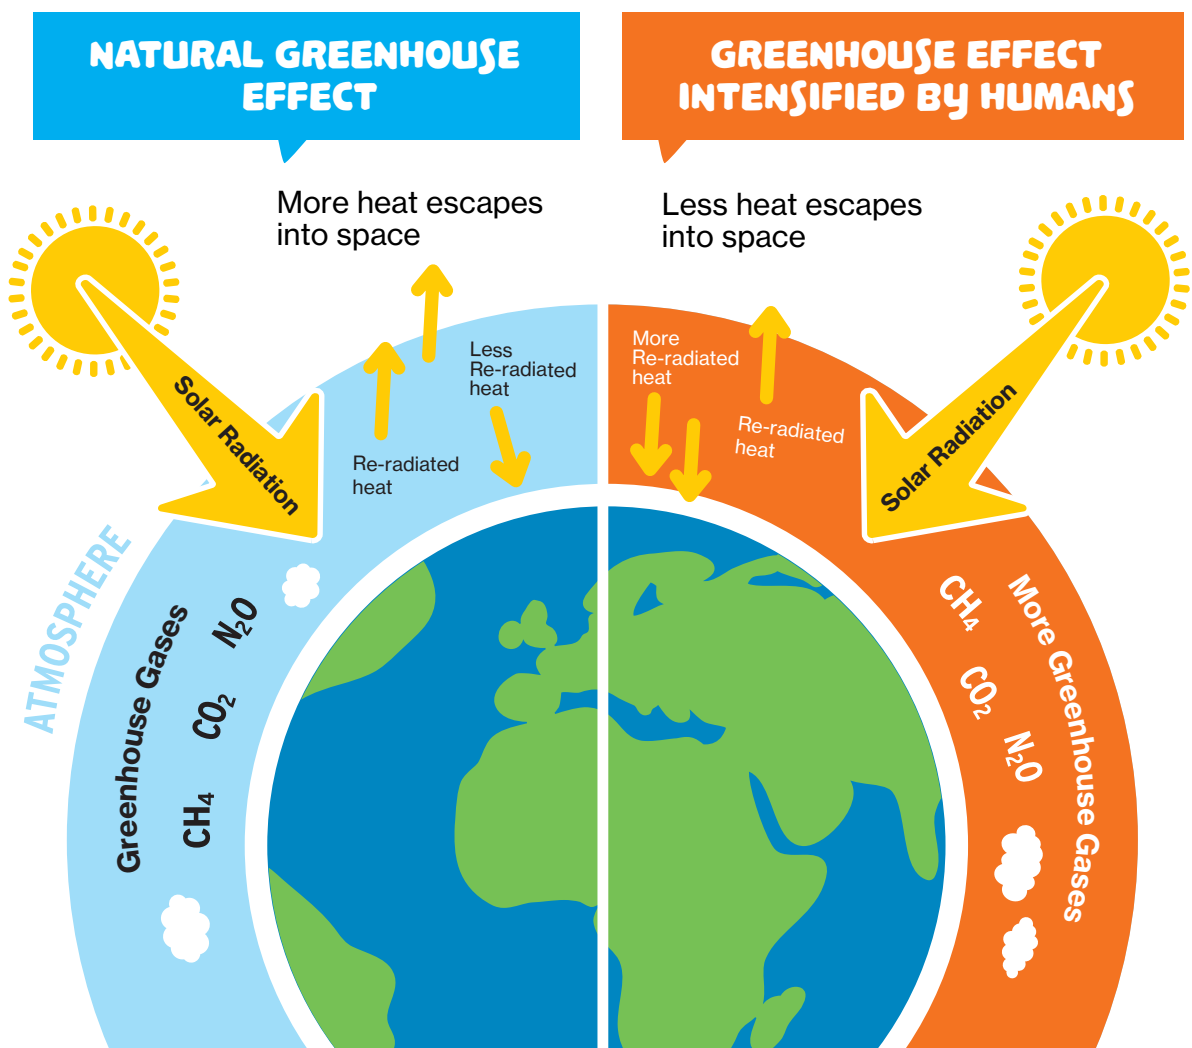 NATURAL GREENHOUSE
EFFECT
More heat escapes
into space
Solar Radiation
Less
Re-radiated
heat
Re-radiated
heat
ATMOSPHERE
Greenhouse Gases
N₂O
CO₂
CH₄
GREENHOUSE EFFECT
INTENSIFIED BY HUMANS
Less heat escapes
into space
More
Re-radiated
heat
Re-radiated
heat
Solar Radiation
CH₄
CO₂
N₂O
More Greenhouse Gases